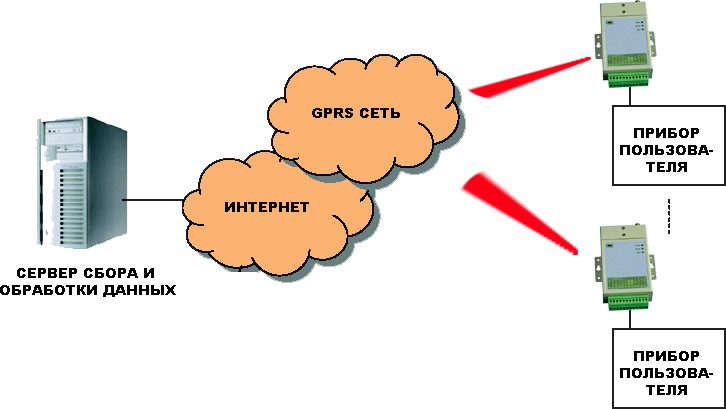 GPRS СЕТЬ
ИНТЕРНЕТ
СЕРВЕР СБОРА И
ОБРАБОТКИ ДАННЫХ
ПРИБОР
ПОЛЬЗОВА-
ТЕЛЯ
ПРИБОР
ПОЛЬЗОВА-
ТЕЛЯ